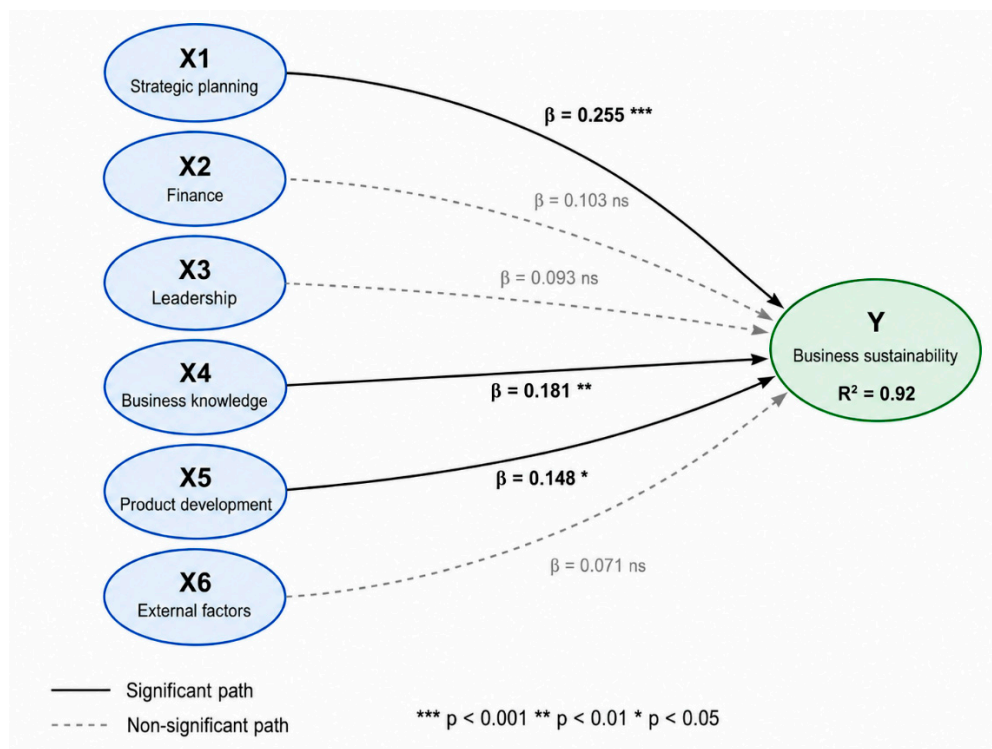 X1
Strategic planning
β = 0.255 ***
X2
Finance
β = 0.103 ns
X3
Leadership
β = 0.093 ns
Y
Business sustainability
R² = 0.92
X4
Business knowledge
β = 0.181 **
X5
Product development
β = 0.148 *
X6
External factors
β = 0.071 ns
Significant path
Non-significant path
*** p < 0.001 ** p < 0.01 * p < 0.05